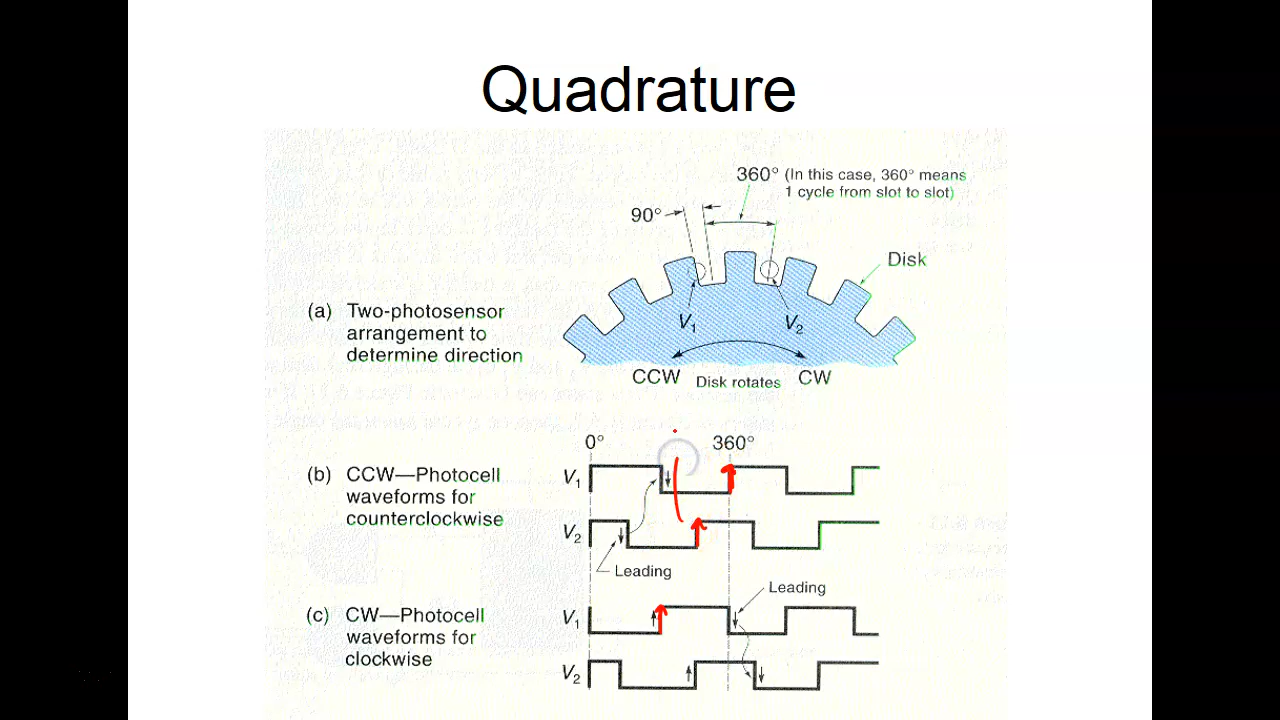 Quadrature
360° (In this case, 360° means
1 cycle from slot to slot)
90°
Disk
(a) Two-photosensor
arrangement to
determine direction
V1
V2
CCW Disk rotates CW
0° 360°
(b) CCW—Photocell
waveforms for
counterclockwise
V1
V2
Leading
Leading
(c) CW—Photocell
waveforms for
clockwise
V1
V2